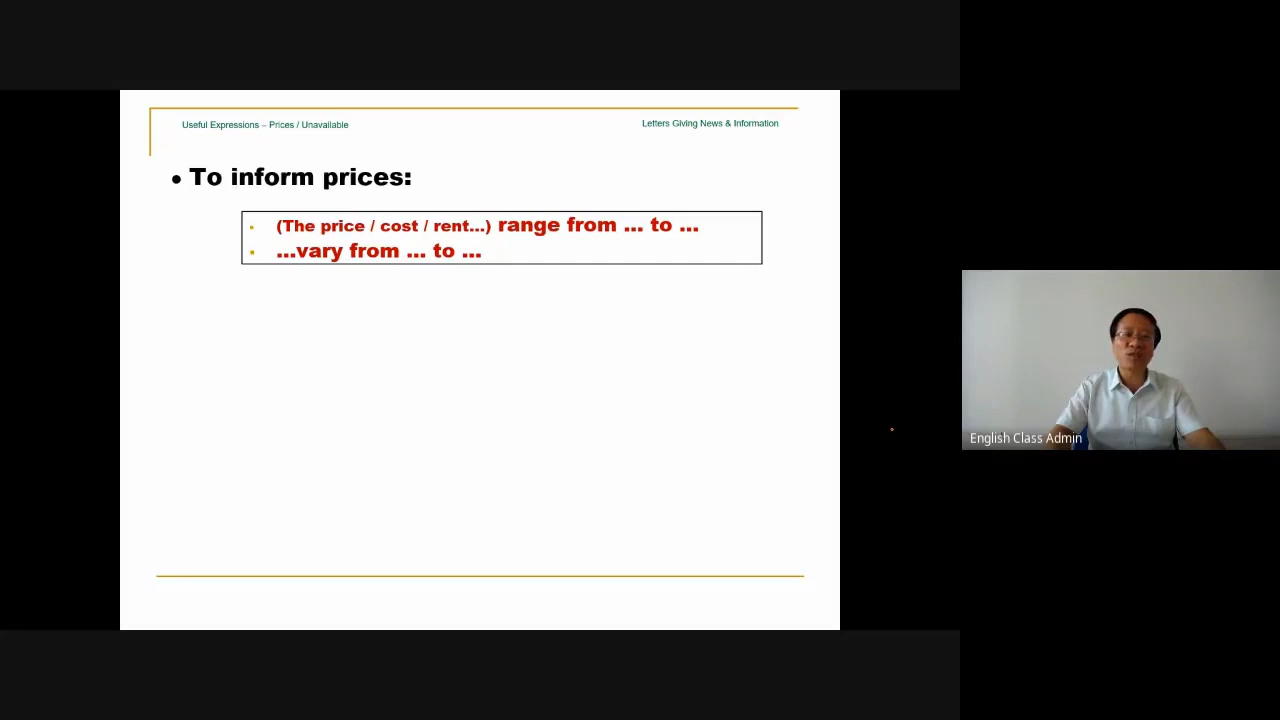 Useful Expressions – Prices / Unavailable
Letters Giving News & Information
• To inform prices:
(The price / cost / rent...) range from ... to ...
...vary from ... to ...
English Class Admin